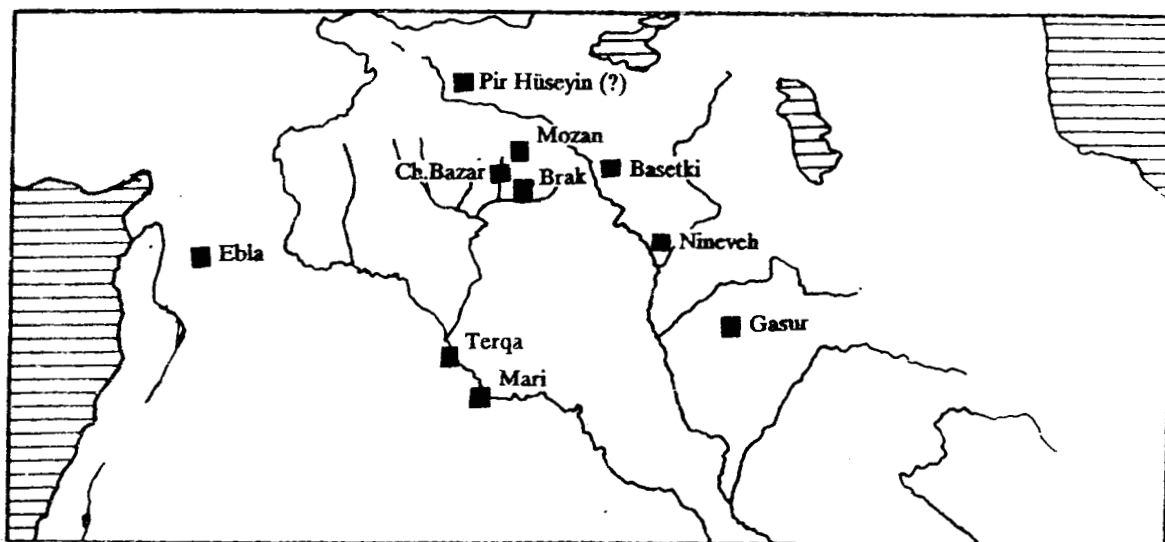 Pir Hüseyin (?)
Mozan
Ch.Bazar
Brak
Basetki
Ebla
Nineveh
Gasur
Terqa
Mari